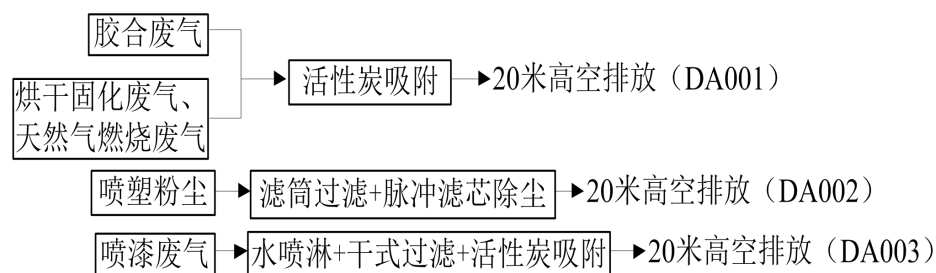 胶合废气
烘干固化废气、
天然气燃烧废气
活性炭吸附
20米高空排放（DA001）
喷塑粉尘
滤筒过滤+脉冲滤芯除尘
20米高空排放（DA002）
喷漆废气
水喷淋+干式过滤+活性炭吸附
20米高空排放（DA003）